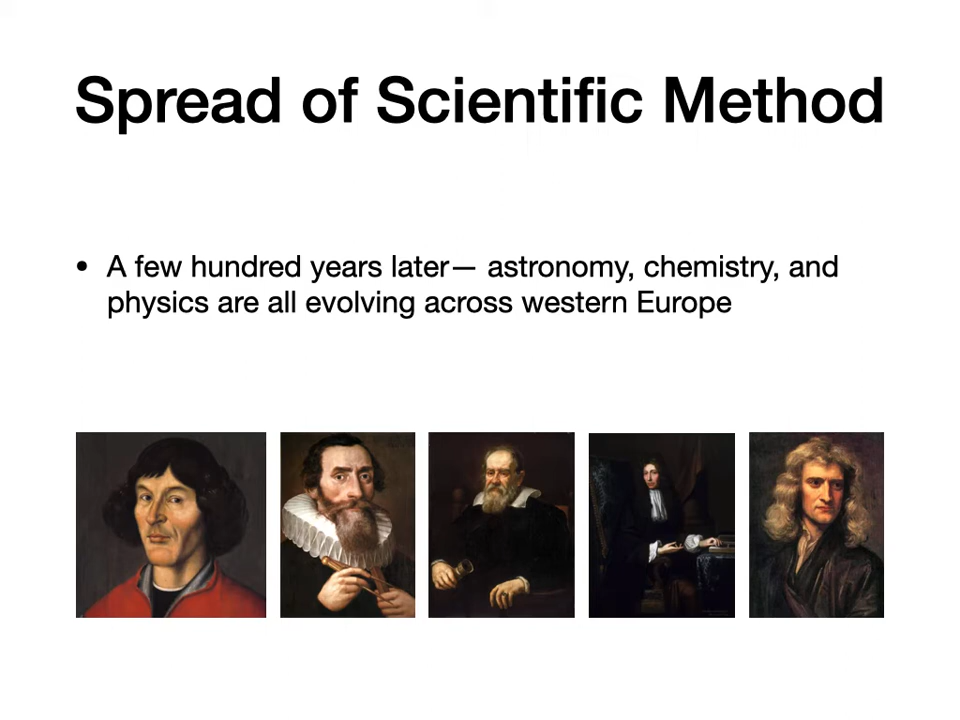 Spread of Scientific Method
• A few hundred years later— astronomy, chemistry, and
physics are all evolving across western Europe